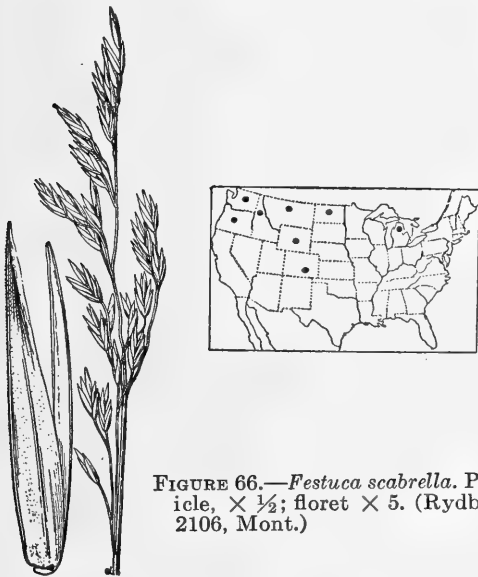 FIGURE 66.—Festuca scabrella. P
icle, × ½; floret × 5. (Rydb
2106, Mont.)